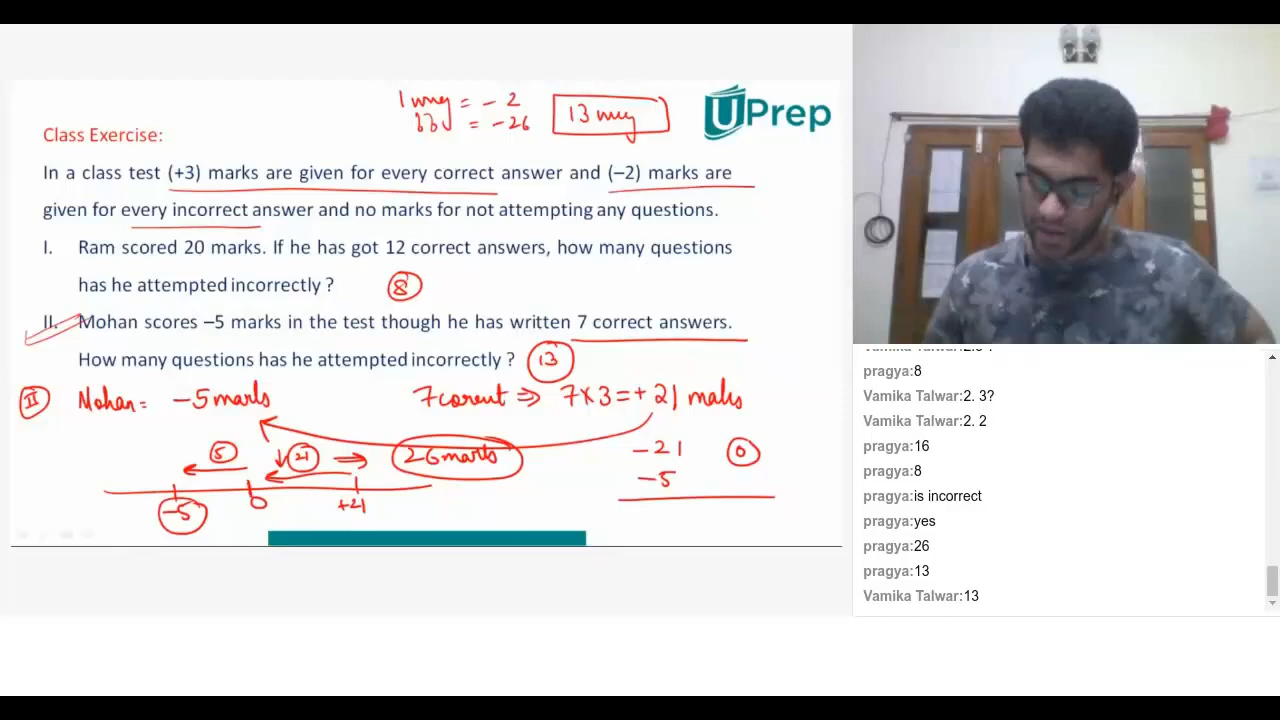 1 wrg = -2
13 = -26
13 wrg
UPrep
Class Exercise:
In a class test (+3) marks are given for every correct answer and (–2) marks are
given for every incorrect answer and no marks for not attempting any questions.
I. Ram scored 20 marks. If he has got 12 correct answers, how many questions
has he attempted incorrectly ?
8
II. Mohan scores –5 marks in the test though he has written 7 correct answers.
How many questions has he attempted incorrectly ?
13
II Mohan = -5 marks
7 corect ⇒ 7×3=+21 maks
5 ↓ 21 ⇒ 26 marks
-21 0
-5
-5 0 +21
pragya:8
Vamika Talwar:2. 3?
Vamika Talwar:2. 2
pragya:16
pragya:8
pragya:is incorrect
pragya:yes
pragya:26
pragya:13
Vamika Talwar:13